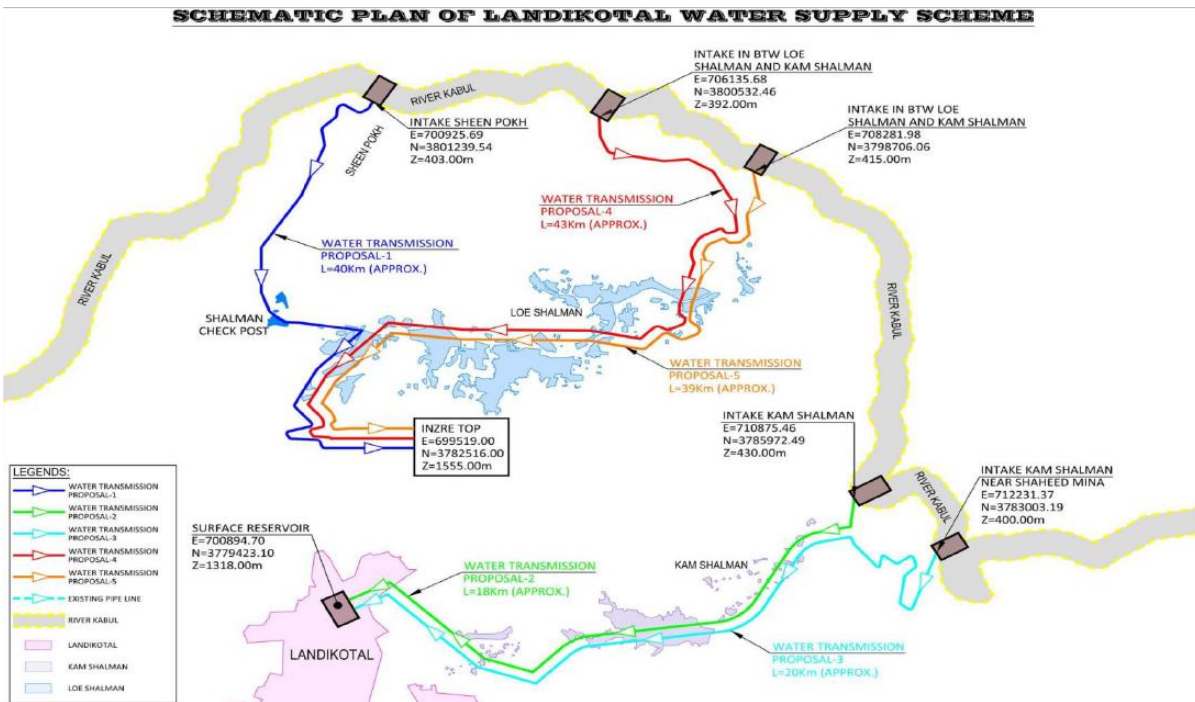 SCHEMATIC PLAN OF LANDIKOTAL WATER SUPPLY SCHEME
INTAKE IN BTW LOE
SHALMAN AND KAM SHALMAN
E=706135.68
N=3800532.46
Z=392.00m
RIVER KABUL
INTAKE SHEEN POKH
E=700925.69
N=3801239.54
Z=403.00m
SHEEN POKH
INTAKE IN BTW LOE
SHALMAN AND KAM SHALMAN
E=708281.98
N=3798706.06
Z=415.00m
WATER TRANSMISSION
PROPOSAL-4
L=43Km (APPROX.)
WATER TRANSMISSION
PROPOSAL-1
L=40Km (APPROX.)
RIVER KABUL
RIVER KABUL
SHALMAN
CHECK POST
LOE SHALMAN
WATER TRANSMISSION
PROPOSAL-5
L=39Km (APPROX.)
INZRE TOP
E=699519.00
N=3782516.00
Z=1555.00m
INTAKE KAM SHALMAN
E=710875.46
N=3785972.49
Z=430.00m
INTAKE KAM SHALMAN
NEAR SHAHEED MINA
E=712231.37
N=3783003.19
Z=400.00m
RIVER KABUL
LEGENDS:
WATER TRANSMISSION
PROPOSAL-1
WATER TRANSMISSION
PROPOSAL-2
WATER TRANSMISSION
PROPOSAL-3
WATER TRANSMISSION
PROPOSAL-4
WATER TRANSMISSION
PROPOSAL-5
EXISTING PIPE LINE
RIVER KABUL
LANDIKOTAL
KAM SHALMAN
LOE SHALMAN
SURFACE RESERVOIR
E=700894.70
N=3779423.10
Z=1318.00m
WATER TRANSMISSION
PROPOSAL-2
L=18Km (APPROX.)
KAM SHALMAN
LANDIKOTAL
WATER TRANSMISSION
PROPOSAL-3
L=20Km (APPROX.)